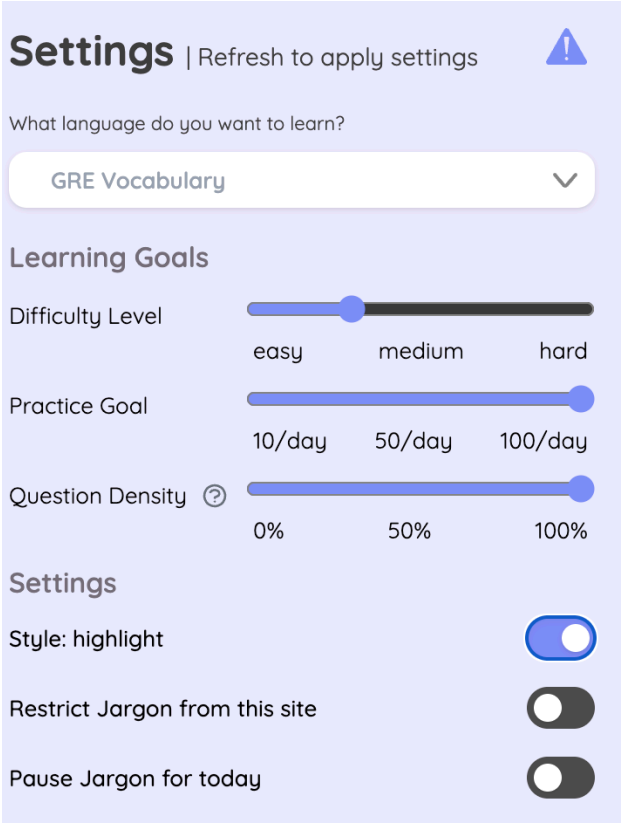 Settings | Refresh to apply settings
What language do you want to learn?
GRE Vocabulary
Learning Goals
Difficulty Level
easy medium hard
Practice Goal
10/day 50/day 100/day
Question Density ?
0% 50% 100%
Settings
Style: highlight
Restrict Jargon from this site
Pause Jargon for today